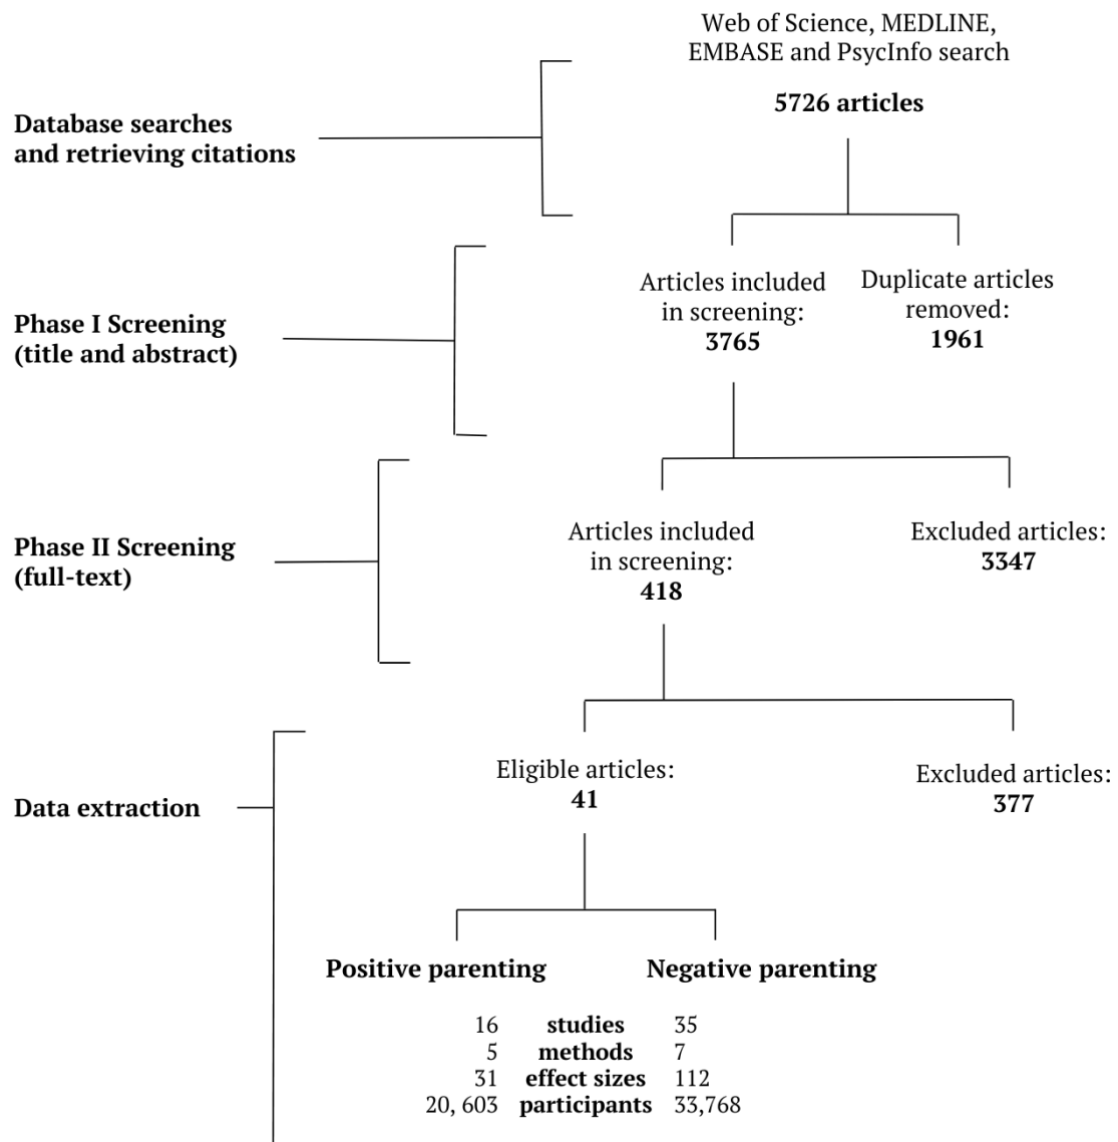 Web of Science, MEDLINE,
EMBASE and PsycInfo search
5726 articles
Database searches
and retrieving citations
Articles included
in screening:
3765
Duplicate articles
removed:
1961
Phase I Screening
(title and abstract)
Articles included
in screening:
418
Excluded articles:
3347
Phase II Screening
(full-text)
Eligible articles:
41
Excluded articles:
377
Data extraction
Positive parenting
Negative parenting
16 studies 35
5 methods 7
31 effect sizes 112
20, 603 participants 33,768